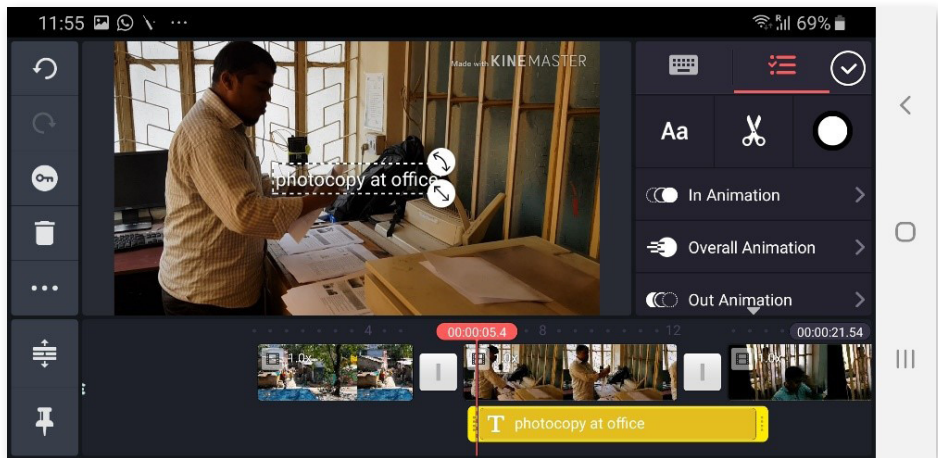 11:55 ...
R 69%
Made with KINEMASTER
photocopy at office
Aa
In Animation
Overall Animation
Out Animation
4
00:00:05.4
8
12
00:00:21.54
1.0x
1.0x
1.0x
T photocopy at office